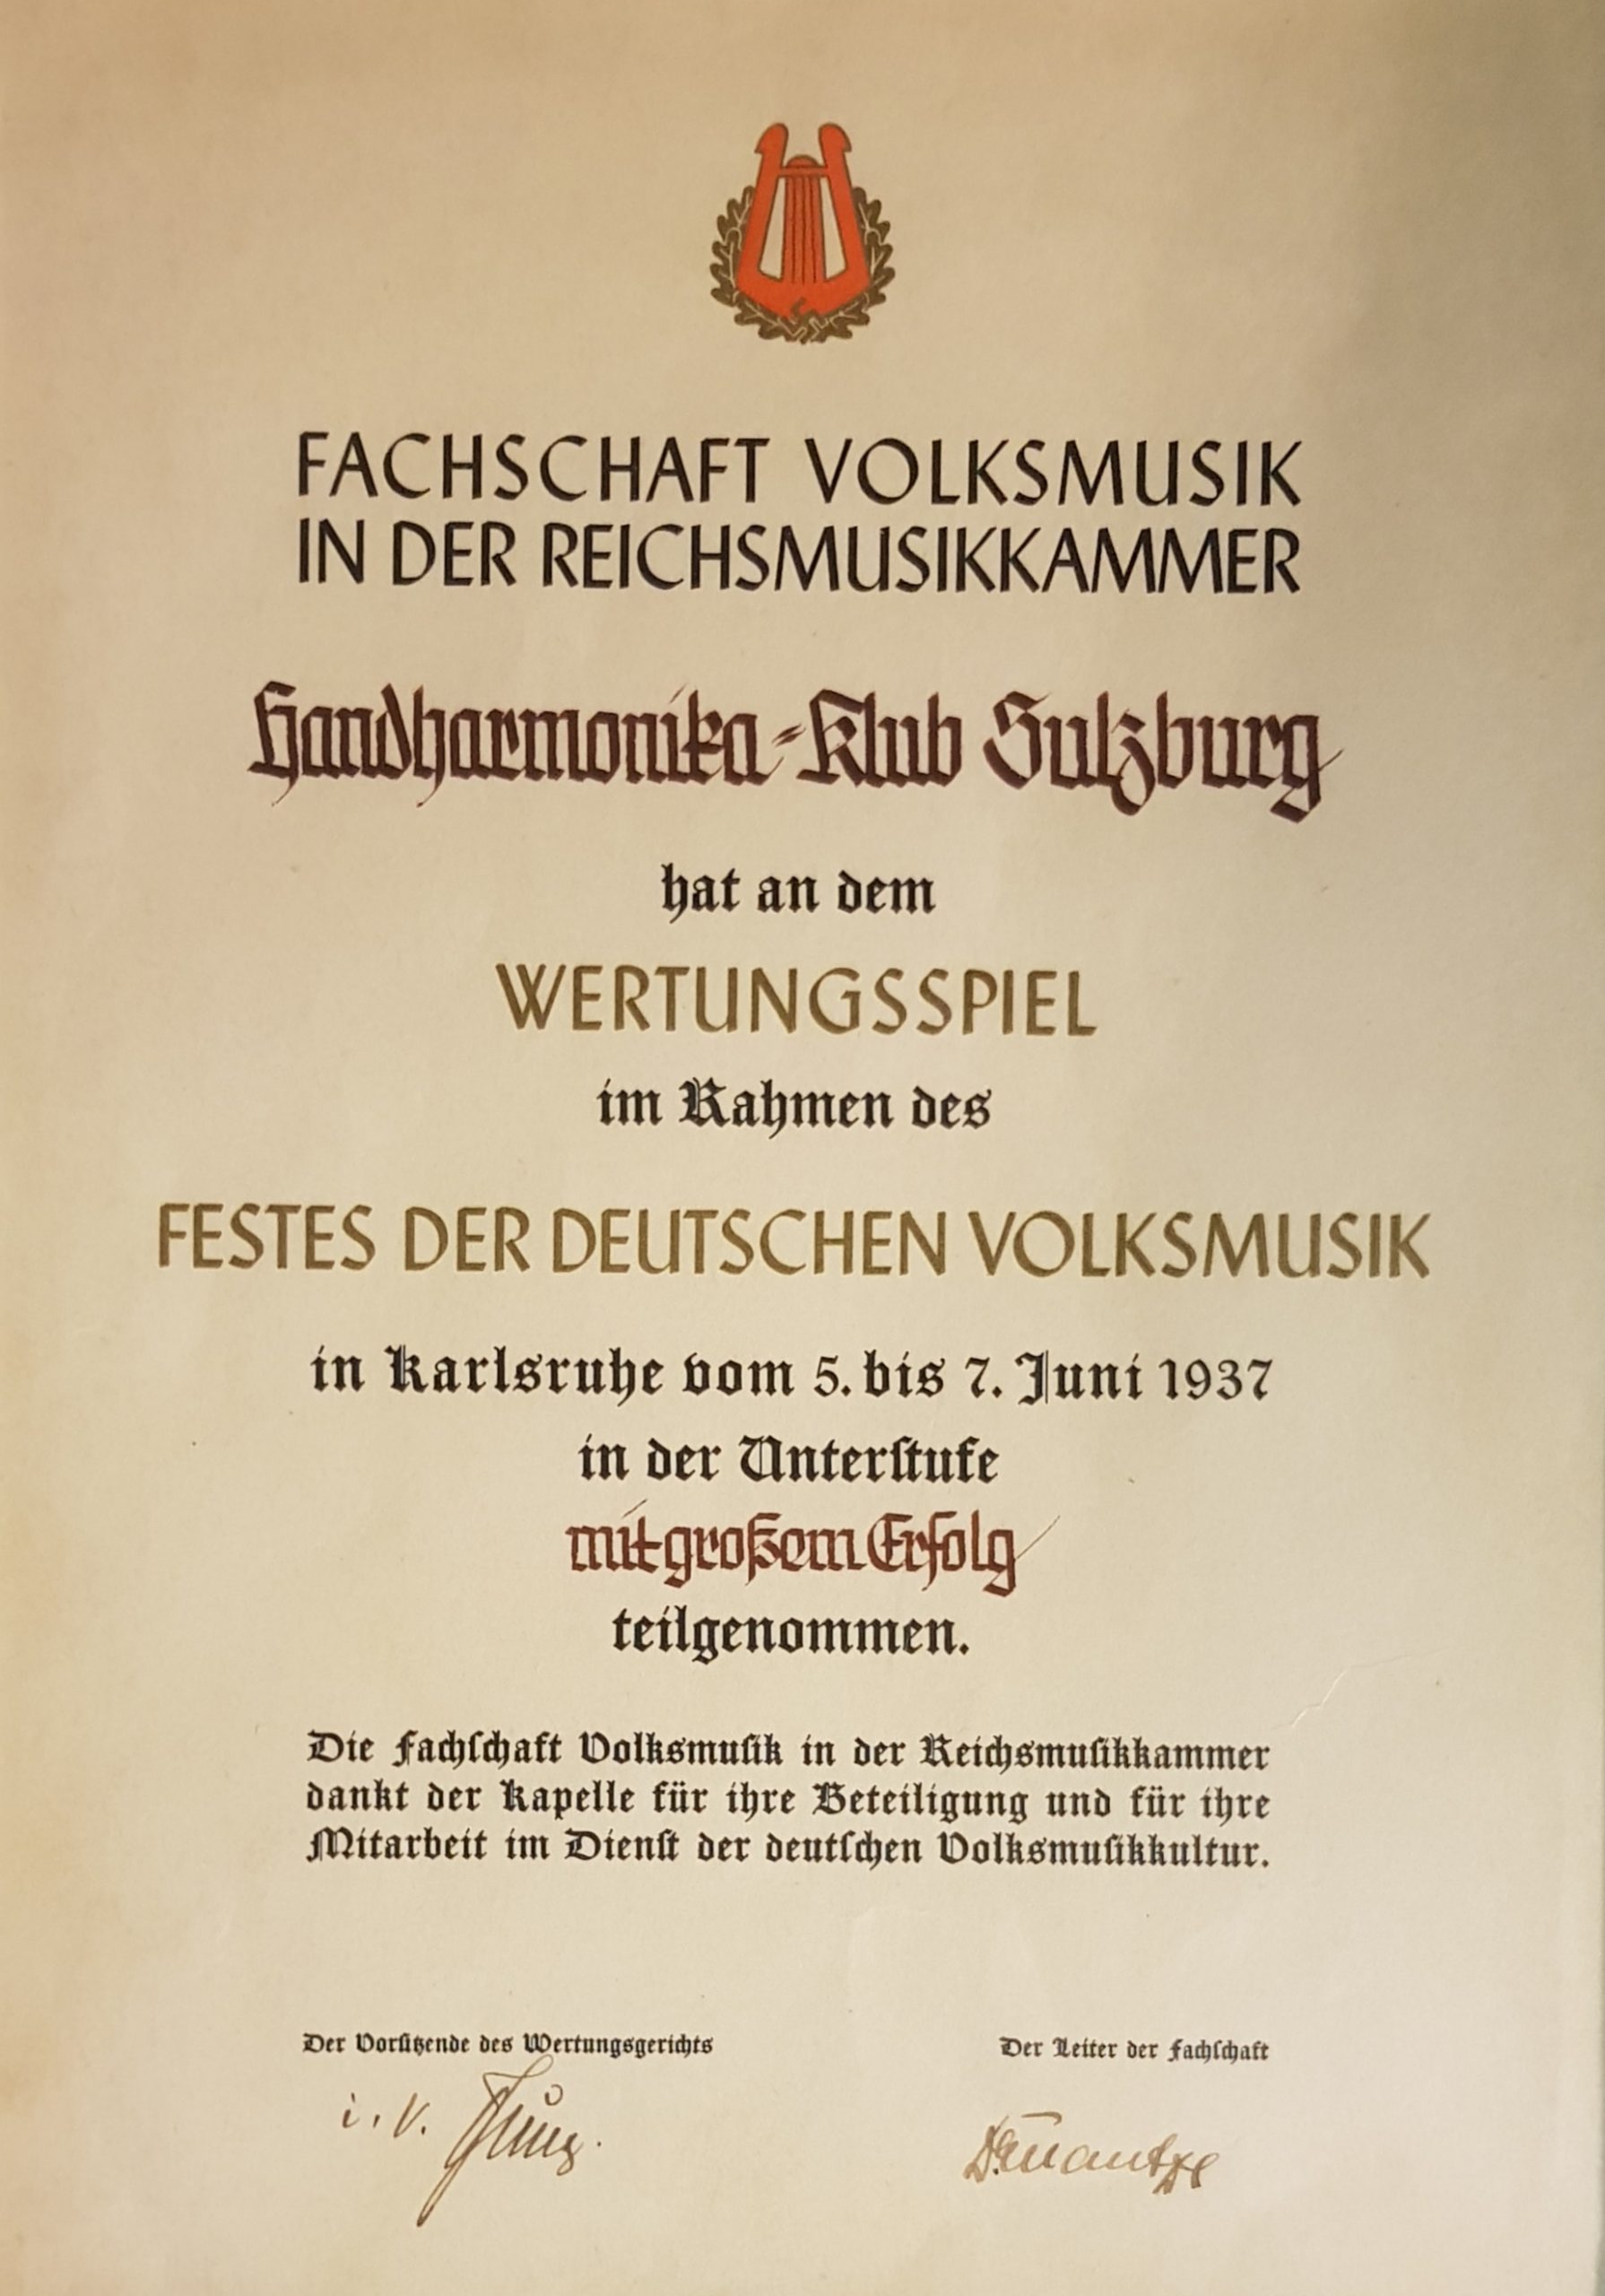 FACHSCHAFT VOLKSMUSIK
IN DER REICHSMUSIKKAMMER
Handharmonika-Klub Sulzburg
hat an dem
WERTUNGSSPIEL
im Rahmen des
FESTES DER DEUTSCHEN VOLKSMUSIK
in Karlsruhe vom 5. bis 7. Juni 1937
in der Unterſtufe
mit großem Erfolg
teilgenommen.
Die Fachſchaft Volksmuſik in der Reichsmuſikkammer
dankt der Kapelle für ihre Beteiligung und für ihre
Mitarbeit im Dienſt der deutſchen Volksmuſikkultur.
Der Vorſitzende des Wertungsgerichts
Der Leiter der Fachſchaft
i. V.